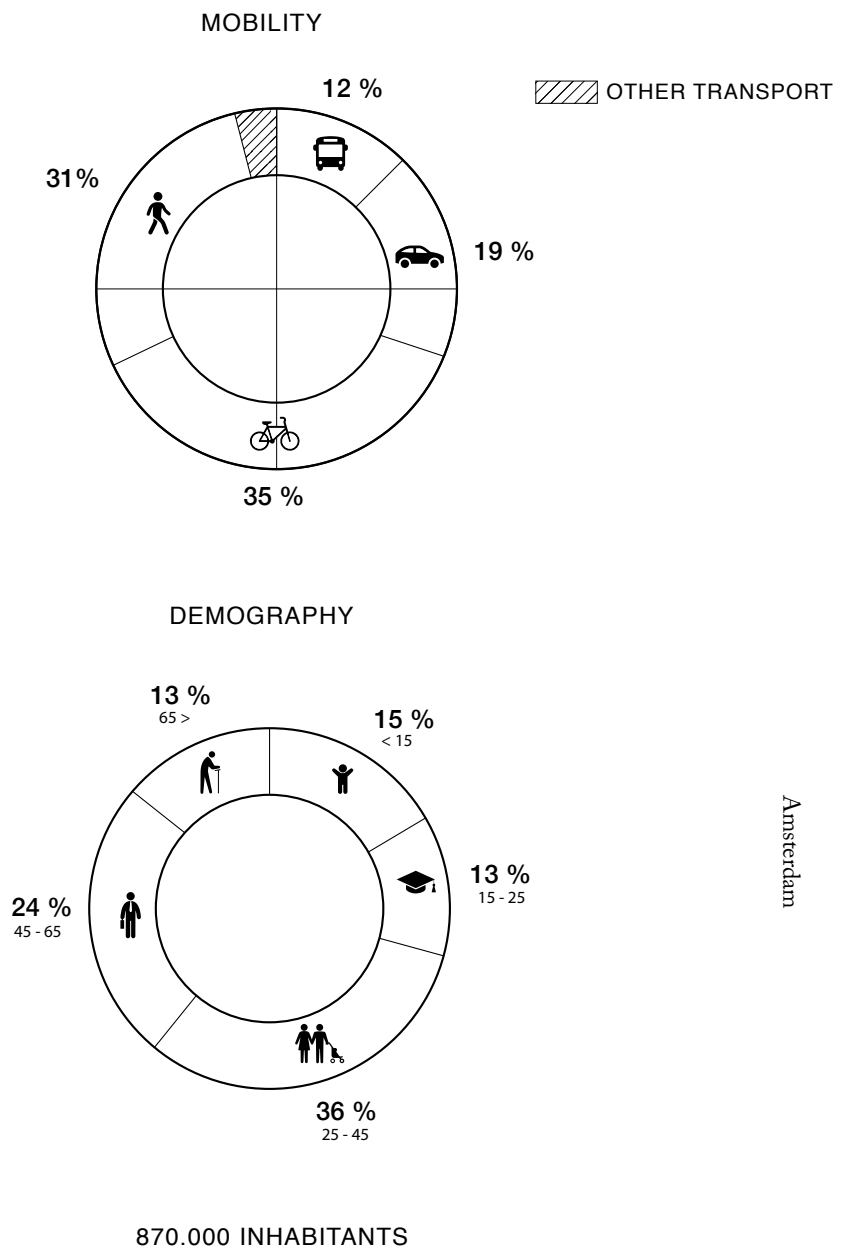 MOBILITY
12 %
OTHER TRANSPORT
31%
19 %
35 %
DEMOGRAPHY
13 %
65 >
15 %
< 15
13 %
15 - 25
24 %
45 - 65
36 %
25 - 45
Amsterdam
870.000 INHABITANTS